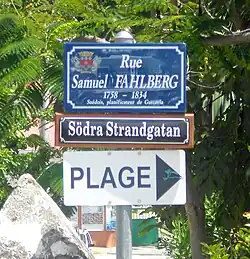 Rue
Samuel FAHLBERG
1758 - 1834
Suédois, planificateur de Gustavia
Södra Strandgatan
PLAGE